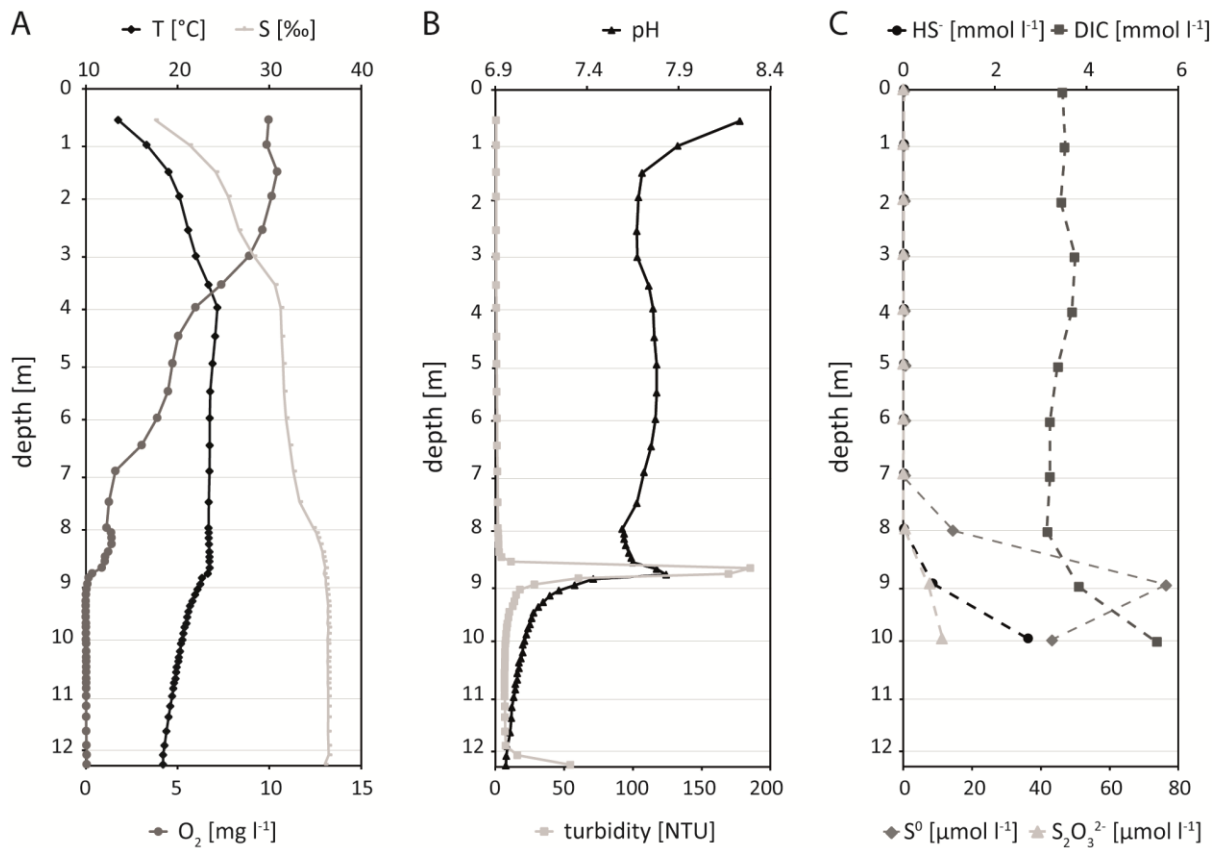 A
T [°C]
S [‰]
10 20 30 40
0
1
2
3
4
5
6
7
8
9
10
11
12
depth [m]
0 5 10 15
O₂ [mg l⁻¹]
B
pH
6.9 7.4 7.9 8.4
0
1
2
3
4
5
6
7
8
9
10
11
12
depth [m]
0 50 100 150 200
turbidity [NTU]
C
HS⁻ [mmol l⁻¹]
DIC [mmol l⁻¹]
0 2 4 6
0
1
2
3
4
5
6
7
8
9
10
11
12
depth [m]
0 20 40 60 80
S⁰ [µmol l⁻¹]
S₂O₃²⁻ [µmol l⁻¹]